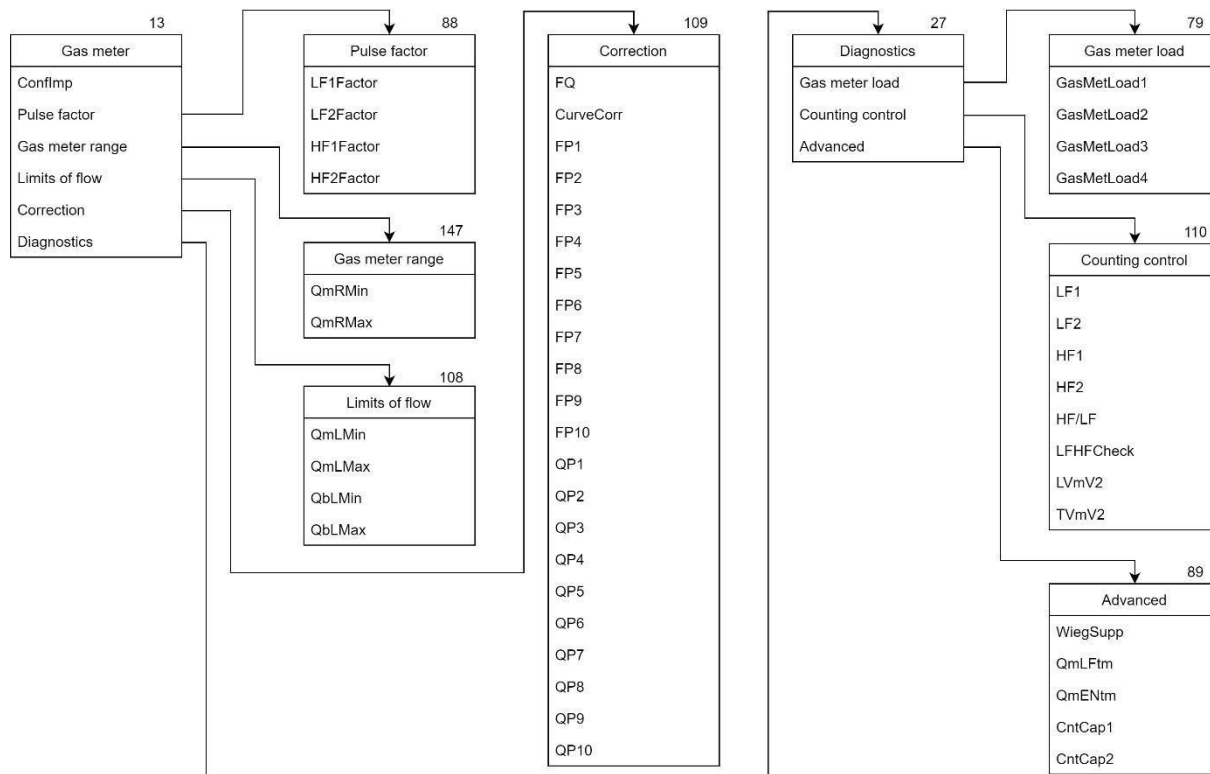 13
Gas meter
ConfImp
Pulse factor
Gas meter range
Limits of flow
Correction
Diagnostics
88
Pulse factor
LF1Factor
LF2Factor
HF1Factor
HF2Factor
147
Gas meter range
QmRMin
QmRMax
108
Limits of flow
QmLMin
QmLMax
QbLMin
QbLMax
109
Correction
FQ
CurveCorr
FP1
FP2
FP3
FP4
FP5
FP6
FP7
FP8
FP9
FP10
QP1
QP2
QP3
QP4
QP5
QP6
QP7
QP8
QP9
QP10
27
Diagnostics
Gas meter load
Counting control
Advanced
79
Gas meter load
GasMetLoad1
GasMetLoad2
GasMetLoad3
GasMetLoad4
110
Counting control
LF1
LF2
HF1
HF2
HF/LF
LFHFCheck
LVmV2
TVmV2
89
Advanced
WiegSupp
QmLFtm
QmENtm
CntCap1
CntCap2